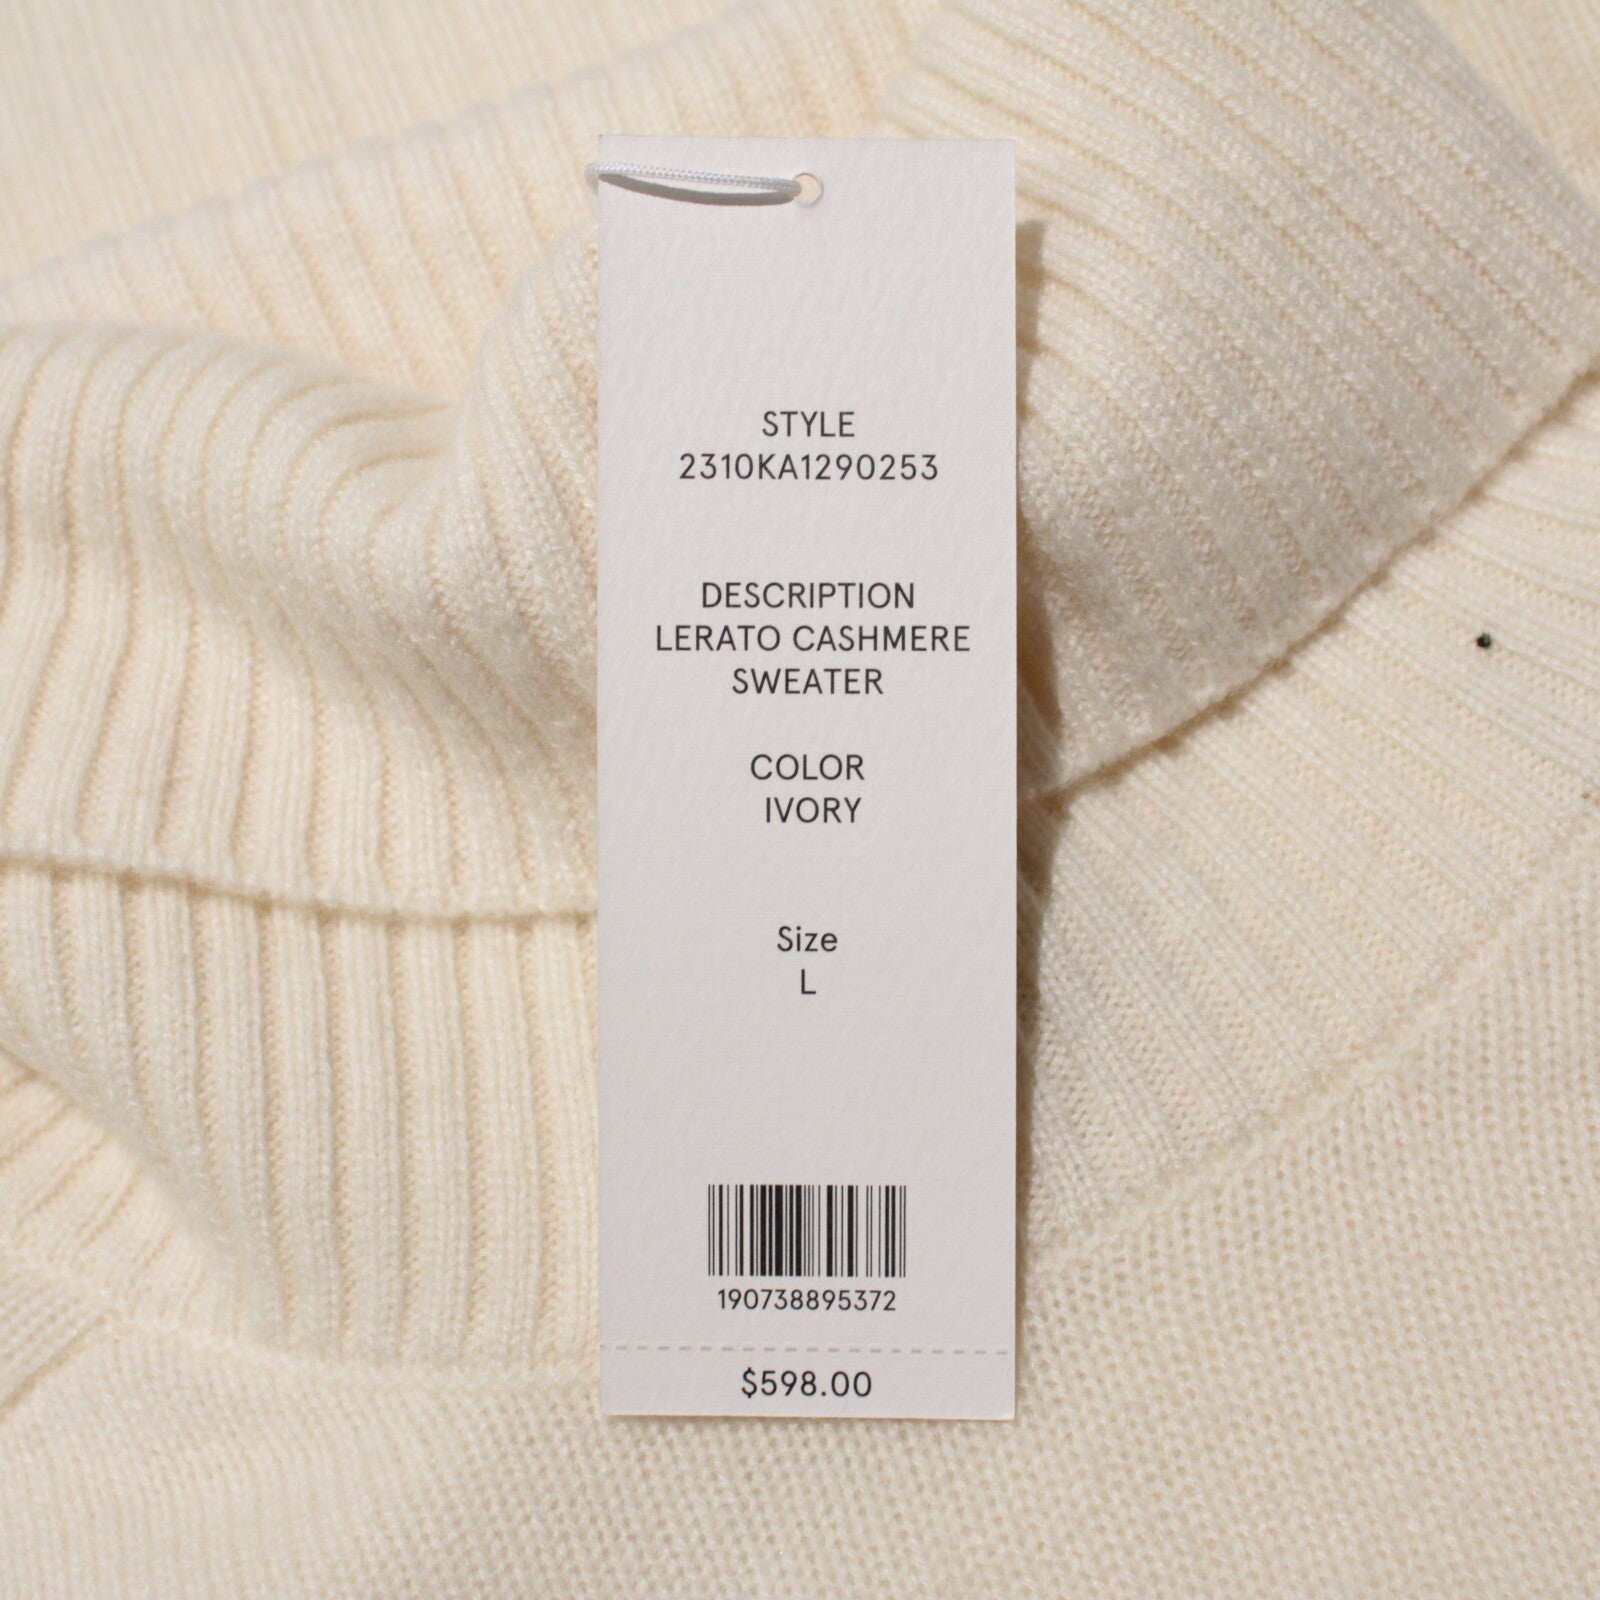 STYLE
2310KA1290253
DESCRIPTION
LERATO CASHMERE
SWEATER
COLOR
IVORY
Size
L
190738895372
$598.00